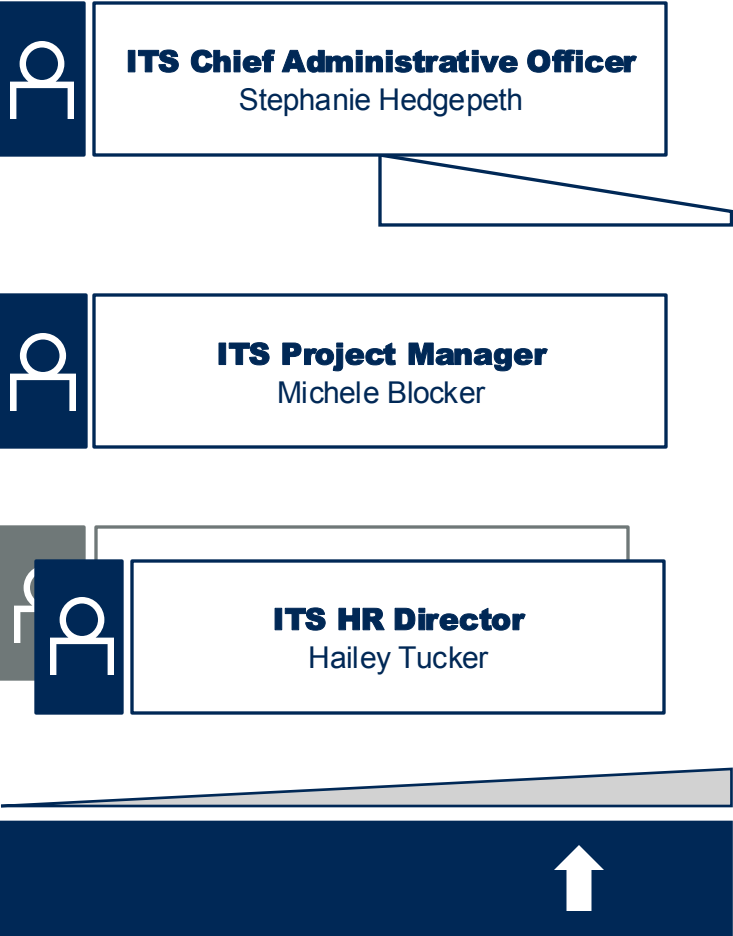 ITS Chief Administrative Officer
Stephanie Hedgepeth
ITS Project Manager
Michele Blocker
ITS HR Director
Hailey Tucker